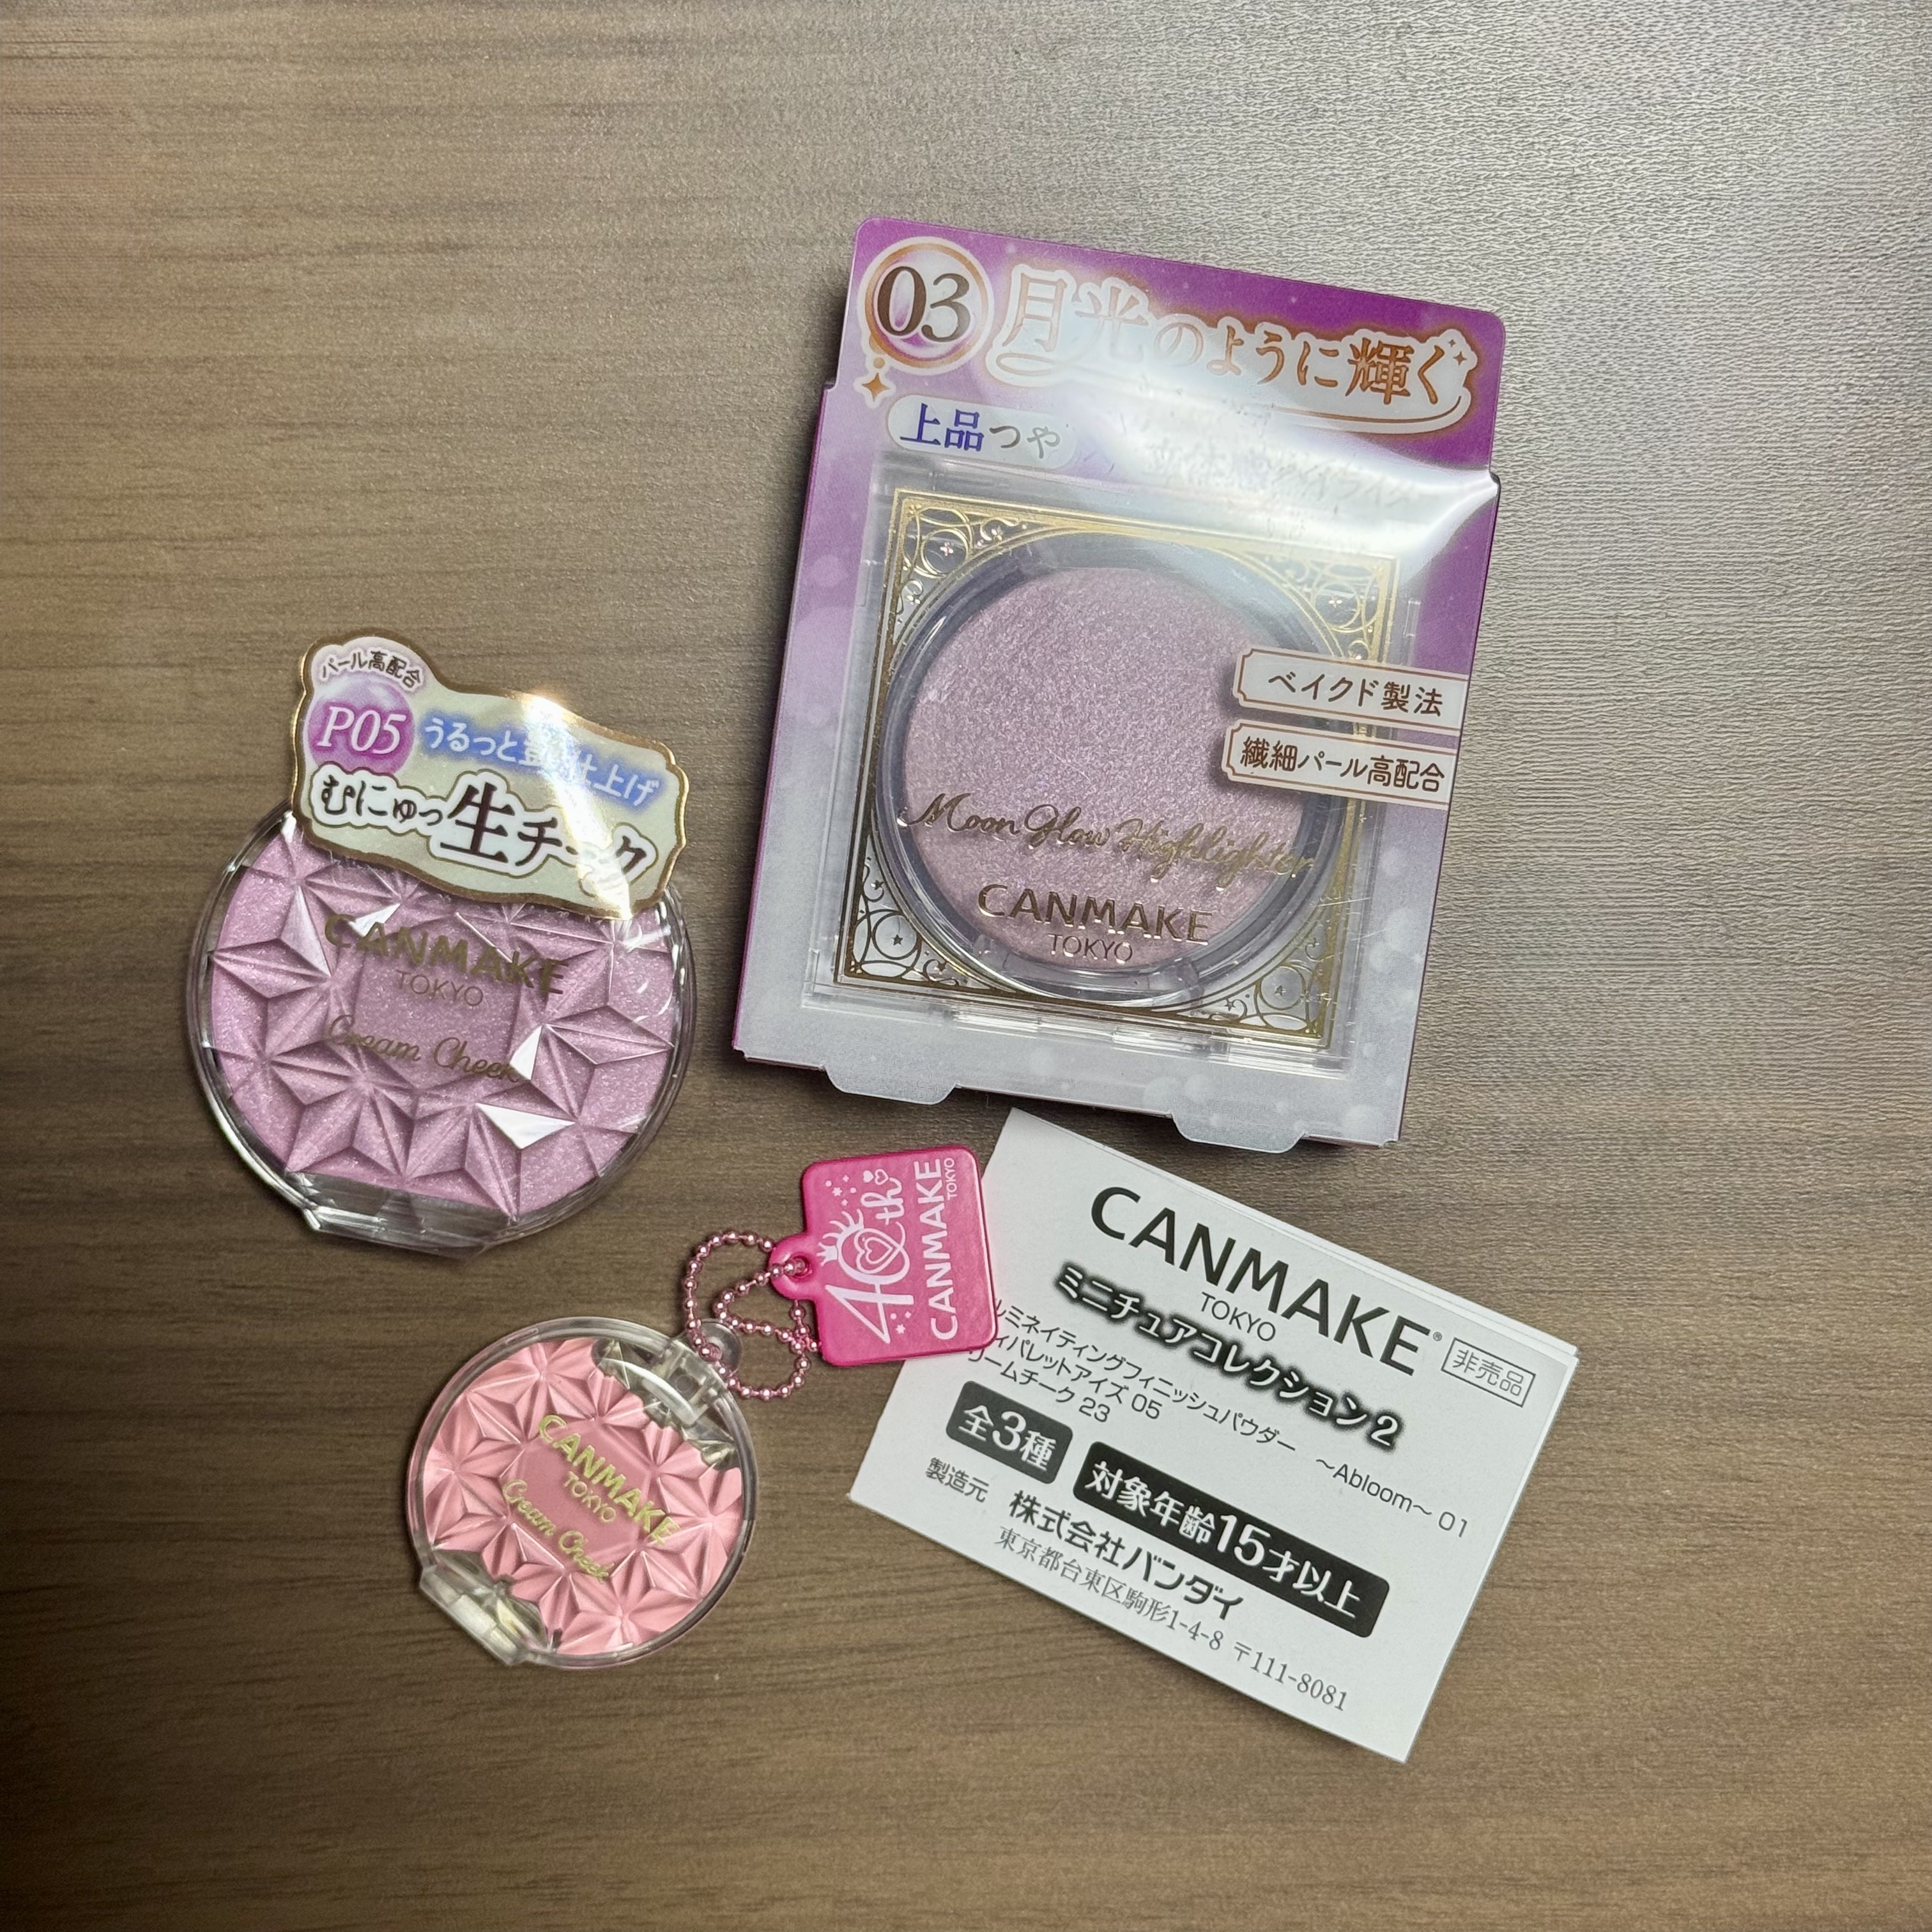 03
月光のように輝く
上品つや
ベイクド製法
繊細パール高配合
Moon Glow Highlighter
CANMAKE
TOKYO
パール高配合
P05
うるっと 仕上げ
むにゅっ生チーク
CANMAKE
TOKYO
Cream Cheek
40th
CANMAKE
TOKYO
CANMAKE
TOKYO
Cream Cheek
CANMAKE®
TOKYO
非売品
ミニチュアコレクション2
ルミネイティングフィニッシュパウダー ～Abloom～ 01
イパレットアイズ 05
リームチーク 23
全3種
対象年齢15才以上
製造元 株式会社バンダイ
東京都台東区駒形1-4-8 〒111-8081